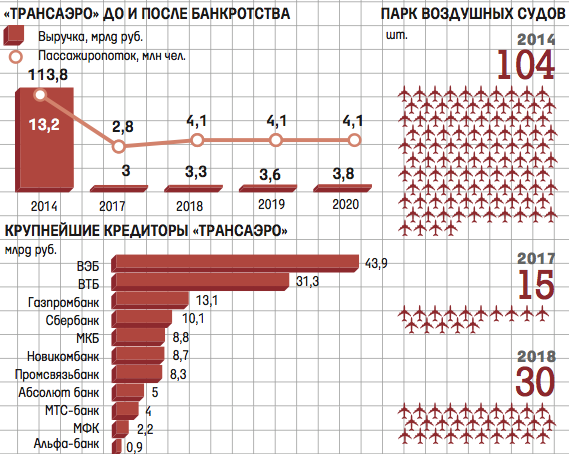 «ТРАНСАЭРО» ДО И ПОСЛЕ БАНКРОТСТВА
Выручка, млрд руб.
Пассажиропоток, млн чел.
113,8
13,2
2,8
3
4,1
3,3
4,1
3,6
4,1
3,8
2014
2017
2018
2019
2020
КРУПНЕЙШИЕ КРЕДИТОРЫ «ТРАНСАЭРО»
млрд руб.
ВЭБ 43,9
ВТБ 31,3
Газпромбанк 13,1
Сбербанк 10,1
МКБ 8,8
Новикомбанк 8,7
Промсвязьбанк 8,3
Абсолют банк 5
МТС-банк 4
МФК 2,2
Альфа-банк 0,9
ПАРК ВОЗДУШНЫХ СУДОВ
шт.
2014
104
2017
15
2018
30